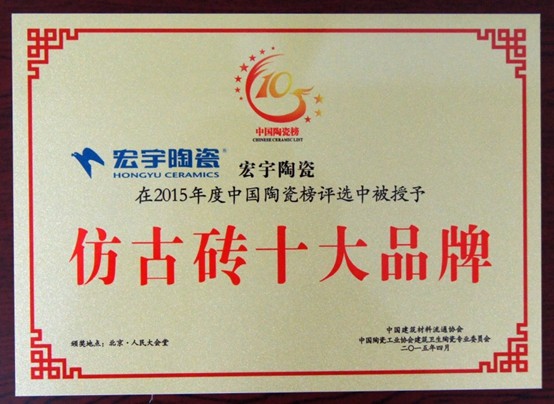 105
中国陶瓷榜
CHINESE CERAMIC LIST
宏宇陶瓷®
HONGYU CERAMICS
宏宇陶瓷
在2015年度中国陶瓷榜评选中被授予
仿古砖十大品牌
中国建筑材料流通协会
颁奖地点：北京·人民大会堂
中国陶瓷工业协会建筑卫生陶瓷专业委员会
二〇一五年四月